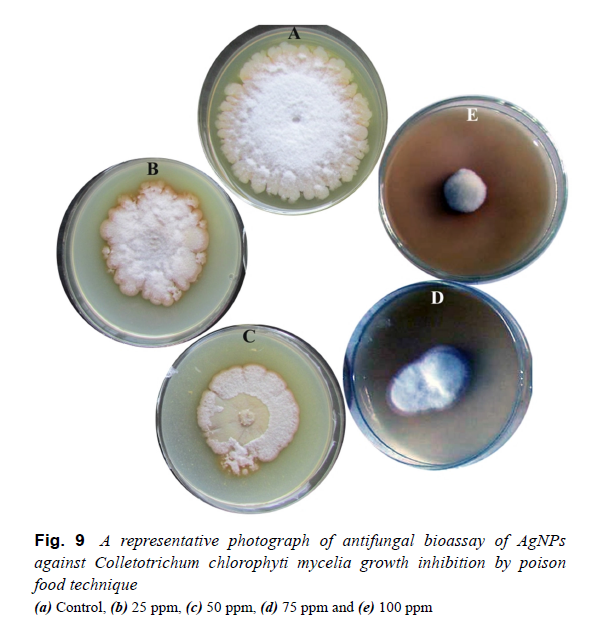 A
E
B
D
C
Fig. 9 A representative photograph of antifungal bioassay of AgNPs
against Colletotrichum chlorophyti mycelia growth inhibition by poison
food technique
(a) Control, (b) 25 ppm, (c) 50 ppm, (d) 75 ppm and (e) 100 ppm